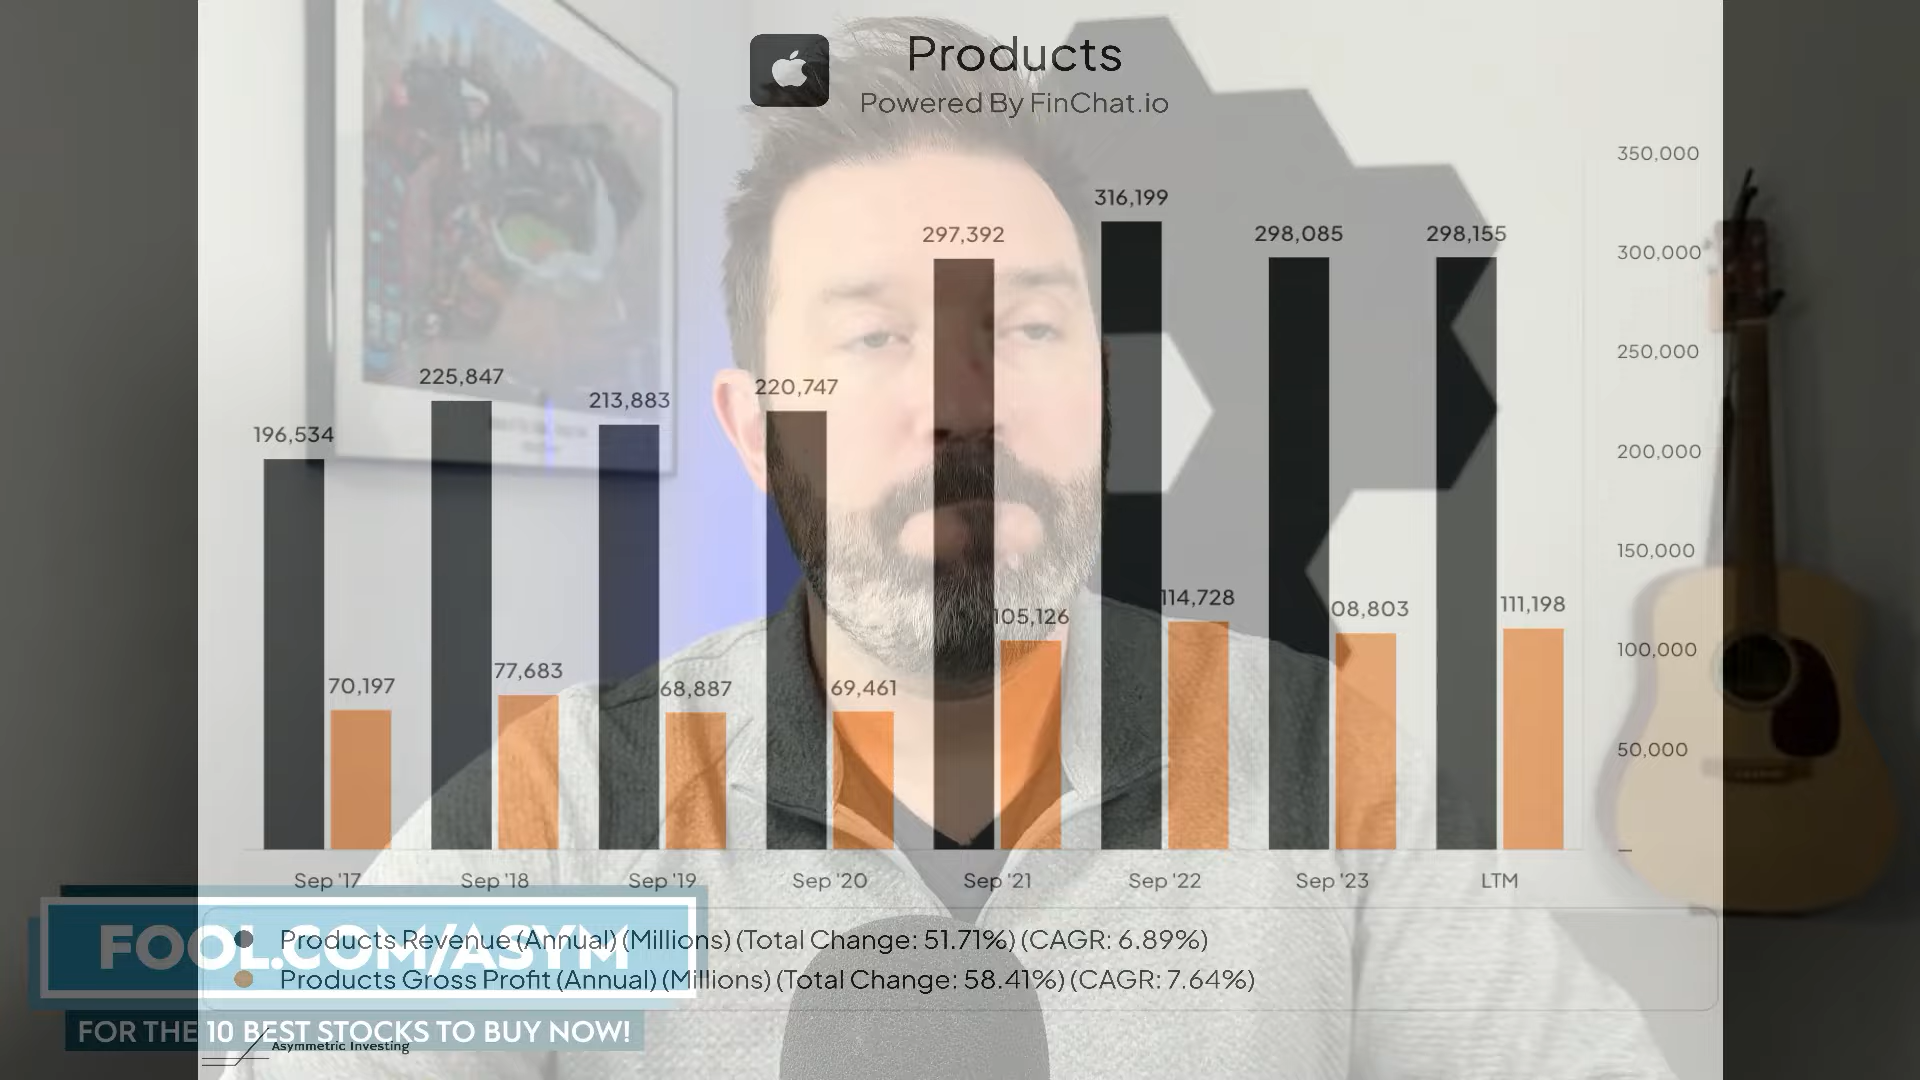 Products
Powered By FinChat.io
350,000
300,000
250,000
200,000
150,000
100,000
50,000
196,534
70,197
225,847
77,683
213,883
68,887
220,747
69,461
297,392
105,126
316,199
114,728
298,085
08,803
298,155
111,198
Sep '17
Sep '18
Sep '19
Sep '20
Sep '21
Sep '22
Sep '23
LTM
Products Revenue (Annual) (Millions) (Total Change: 51.71%) (CAGR: 6.89%)
Products Gross Profit (Annual) (Millions) (Total Change: 58.41%) (CAGR: 7.64%)
FOOL.COM/ASYM
FOR THE 10 BEST STOCKS TO BUY NOW!
Asymmetric Investing